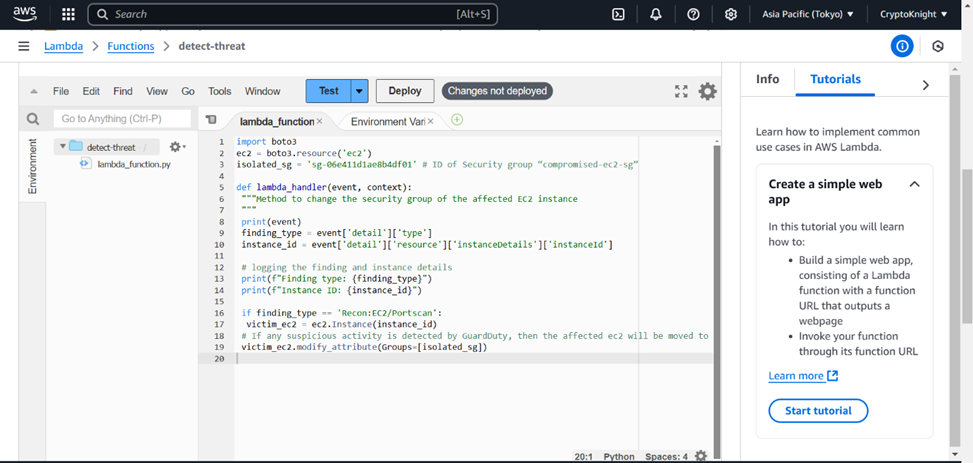 aws
Search
[Alt+S]
Asia Pacific (Tokyo)
CryptoKnight
Lambda
Functions
detect-threat
File Edit Find View Go Tools Window
Test
Deploy
Changes not deployed
Go to Anything (Ctrl-P)
lambda_function
Environment Vari
Environment
detect-threat
lambda_function.py
1 import boto3
2 ec2 = boto3.resource('ec2')
3 isolated_sg = 'sg-06e411d1ae8b4df01' # ID of Security group “compromised-ec2-sg”
4
5 def lambda_handler(event, context):
6 """Method to change the security group of the affected EC2 instance
7 """
8 print(event)
9 finding_type = event['detail']['type']
10 instance_id = event['detail']['resource']['instanceDetails']['instanceId']
11
12 # logging the finding and instance details
13 print(f"Finding type: {finding_type}")
14 print(f"Instance ID: {instance_id}")
15
16 if finding_type == 'Recon:EC2/Portscan':
17 victim_ec2 = ec2.Instance(instance_id)
18 # If any suspicious activity is detected by GuardDuty, then the affected ec2 will be moved to
19 victim_ec2.modify_attribute(Groups=[isolated_sg])
20
20:1 Python Spaces: 4
Info
Tutorials
Learn how to implement common
use cases in AWS Lambda.
Create a simple web
app
In this tutorial you will learn
how to:
• Build a simple web app,
consisting of a Lambda
function with a function
URL that outputs a
webpage
• Invoke your function
through its function URL
Learn more
Start tutorial